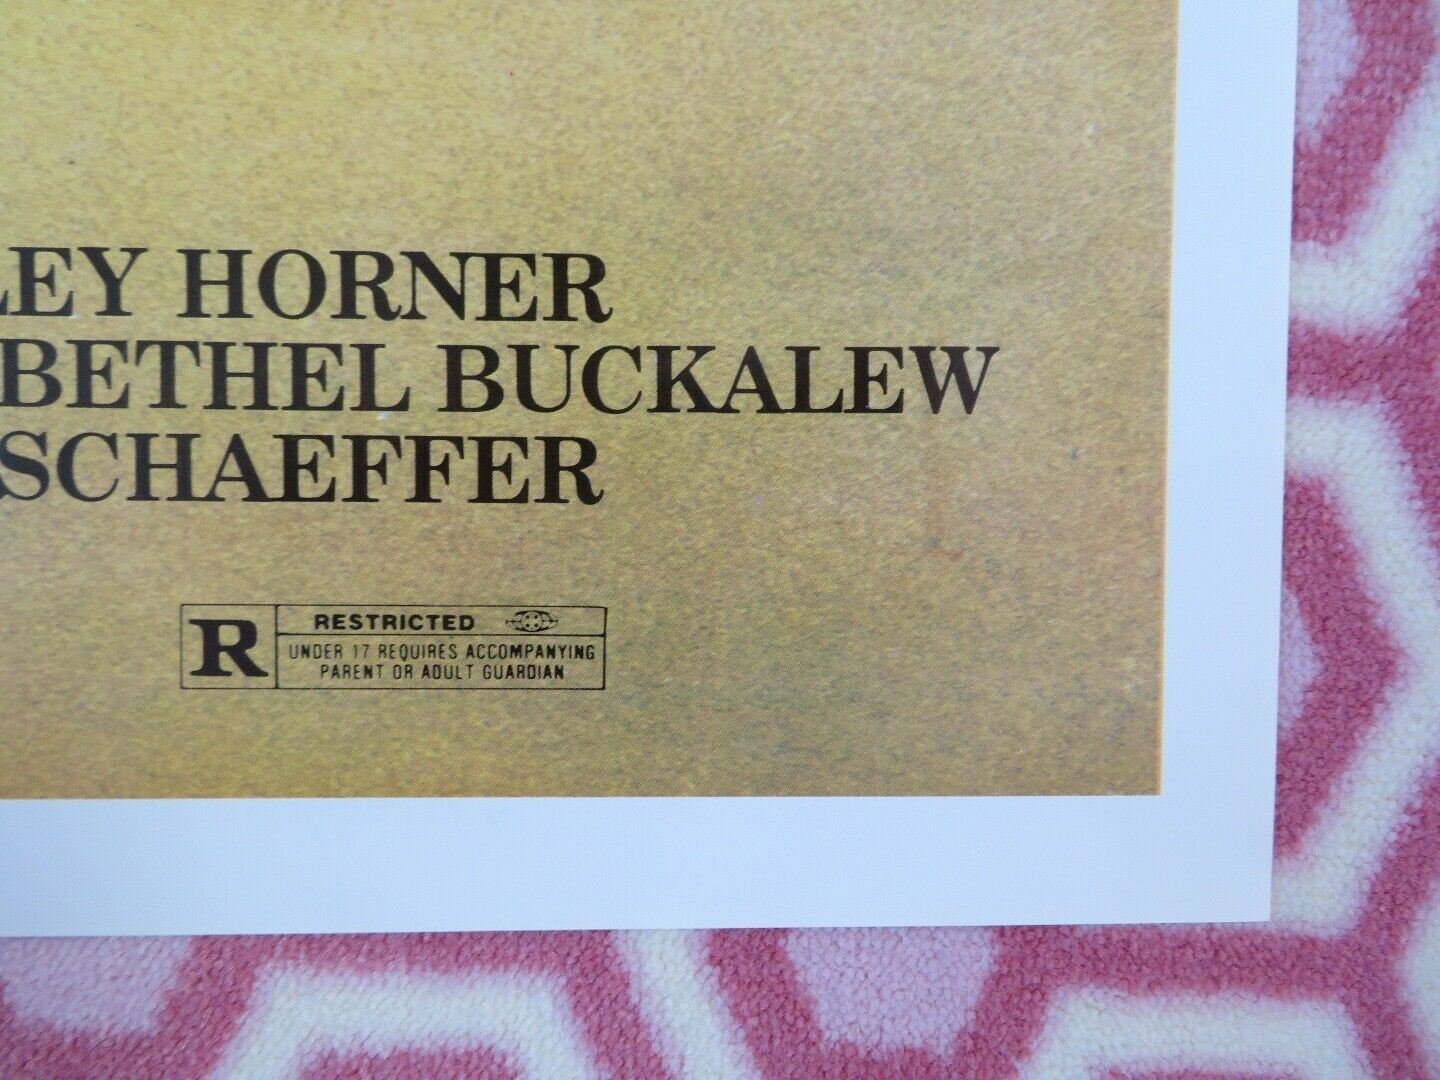 LEY HORNER
BETHEL BUCKALEW
SCHAEFFER
R
RESTRICTED
UNDER 17 REQUIRES ACCOMPANYING
PARENT OR ADULT GUARDIAN